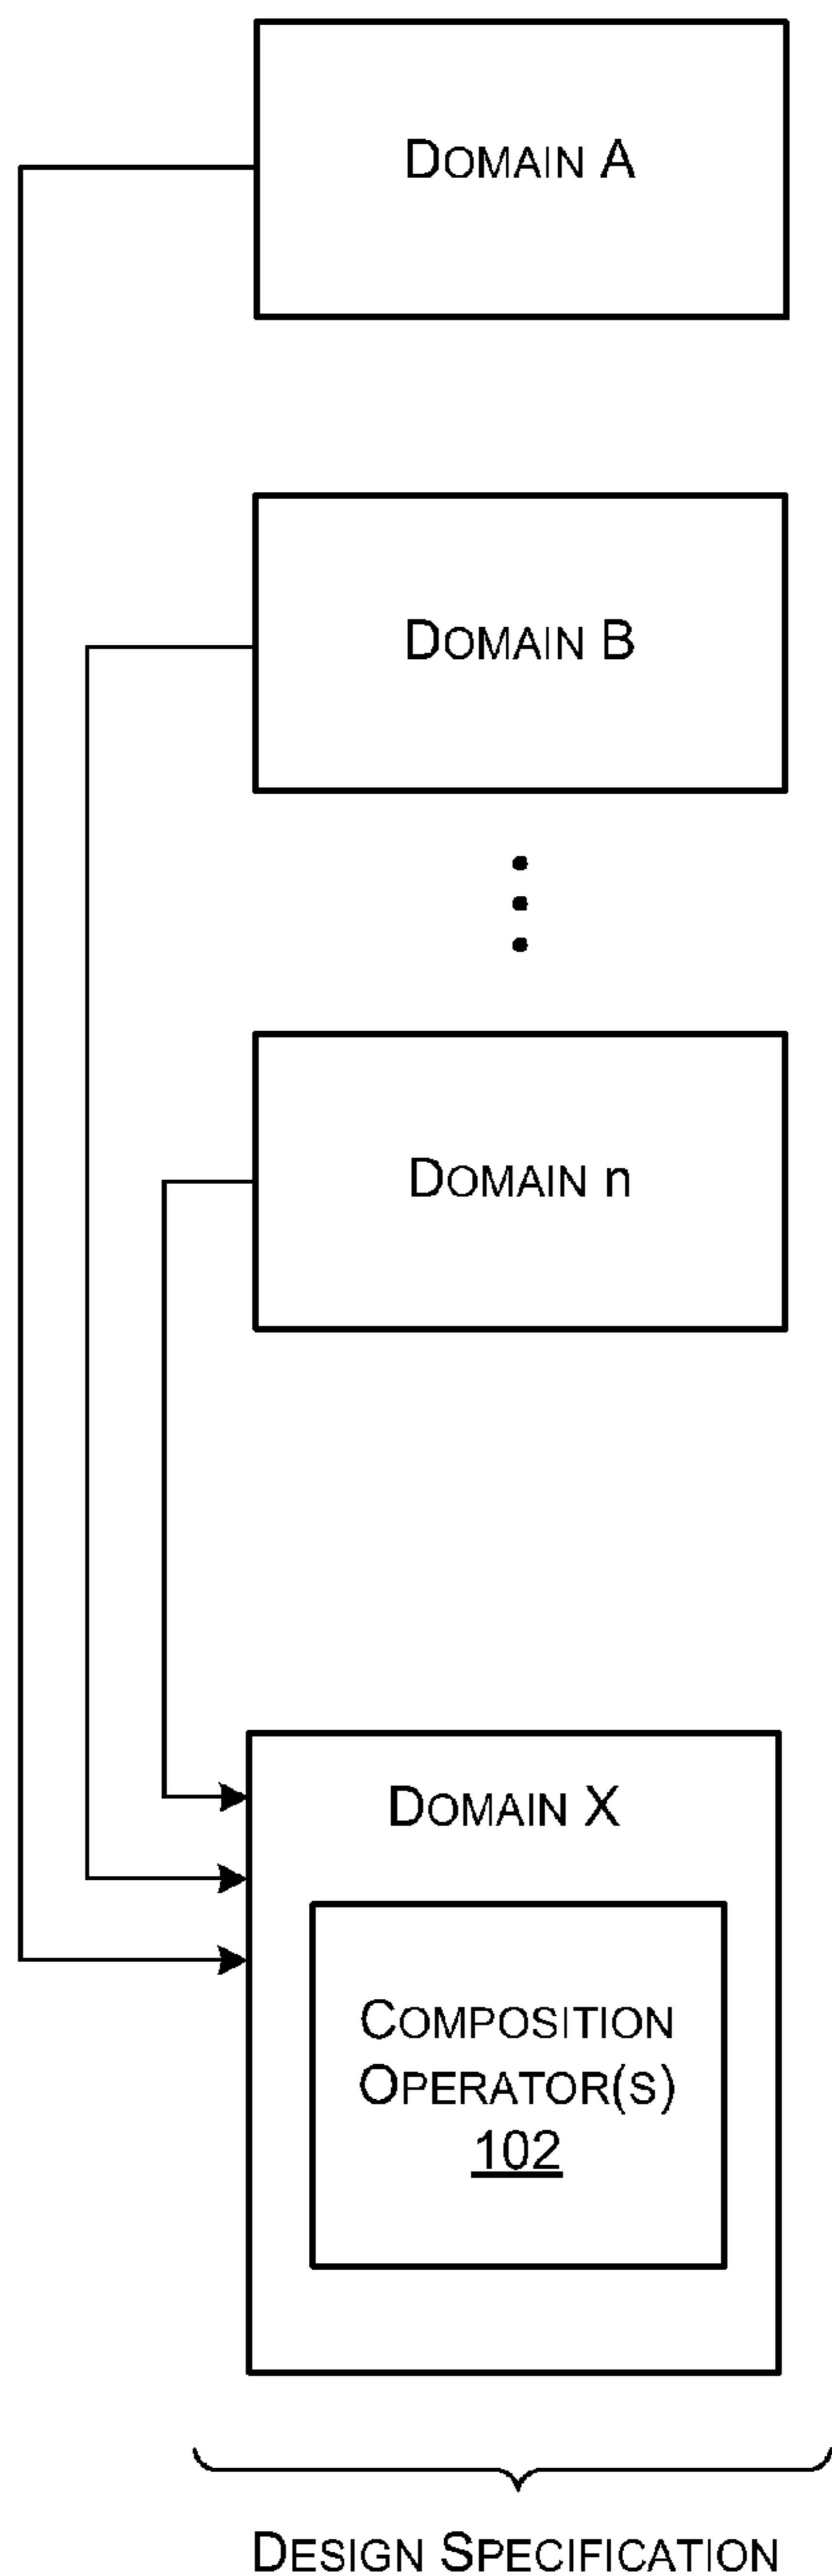 DOMAIN A
DOMAIN B
DOMAIN n
DOMAIN X
COMPOSITION
OPERATOR(S)
102
DESIGN SPECIFICATION